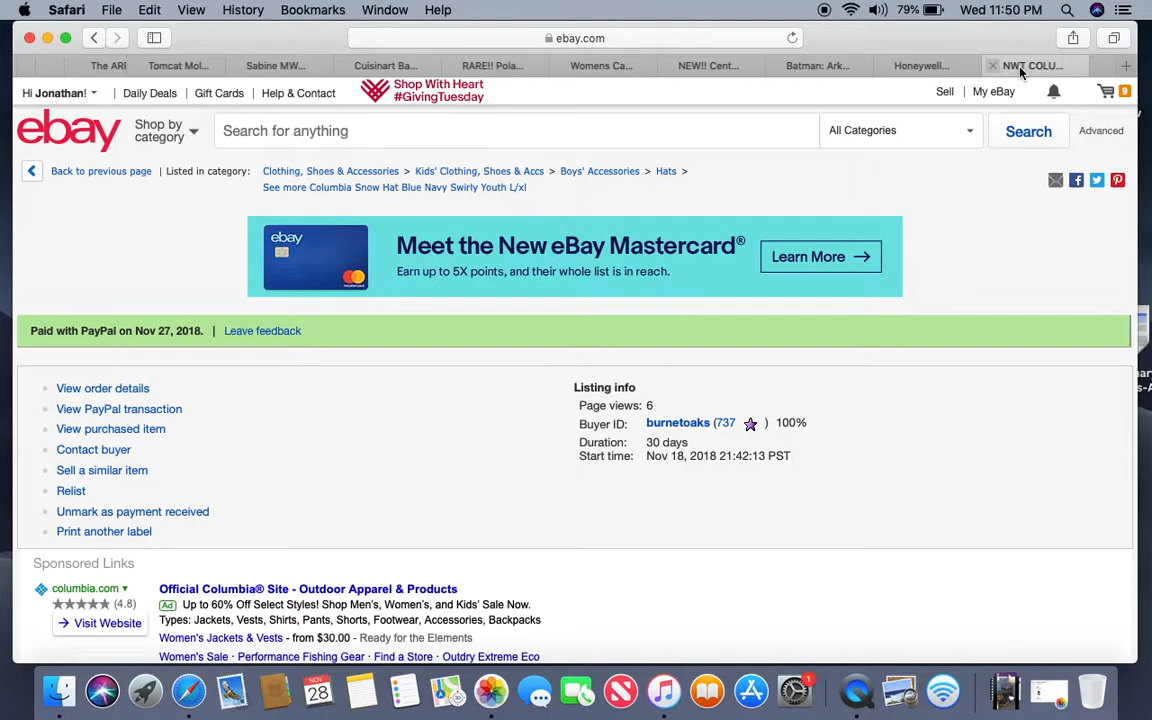 Safari File Edit View History Bookmarks Window Help 79% Wed 11:50 PM
ebay.com
The ARI Tomcat Mol... Sabine MW... Cuisinart Ba... RARE!! Pola... Womens Ca... NEW!! Cent... Batman: Ark... Honeywell... NWT COLU...
Hi Jonathan! Daily Deals Gift Cards Help & Contact Shop With Heart #GivingTuesday Sell My eBay 9
ebay Shop by category Search for anything All Categories Search Advanced
Back to previous page | Listed in category: Clothing, Shoes & Accessories > Kids' Clothing, Shoes & Accs > Boys' Accessories > Hats >
See more Columbia Snow Hat Blue Navy Swirly Youth L/xl
ebay Meet the New eBay Mastercard® Learn More →
Earn up to 5X points, and their whole list is in reach.
Paid with PayPal on Nov 27, 2018. | Leave feedback
View order details
View PayPal transaction
View purchased item
Contact buyer
Sell a similar item
Relist
Unmark as payment received
Print another label
Listing info
Page views: 6
Buyer ID: burnetoaks (737 ) 100%
Duration: 30 days
Start time: Nov 18, 2018 21:42:13 PST
Sponsored Links
columbia.com Official Columbia® Site - Outdoor Apparel & Products
(4.8) Ad Up to 60% Off Select Styles! Shop Men's, Women's, and Kids' Sale Now.
→ Visit Website Types: Jackets, Vests, Shirts, Pants, Shorts, Footwear, Accessories, Backpacks
Women's Jackets & Vests - from $30.00 - Ready for the Elements
Women's Sale · Performance Fishing Gear · Find a Store · Outdry Extreme Eco
NOV 28 1